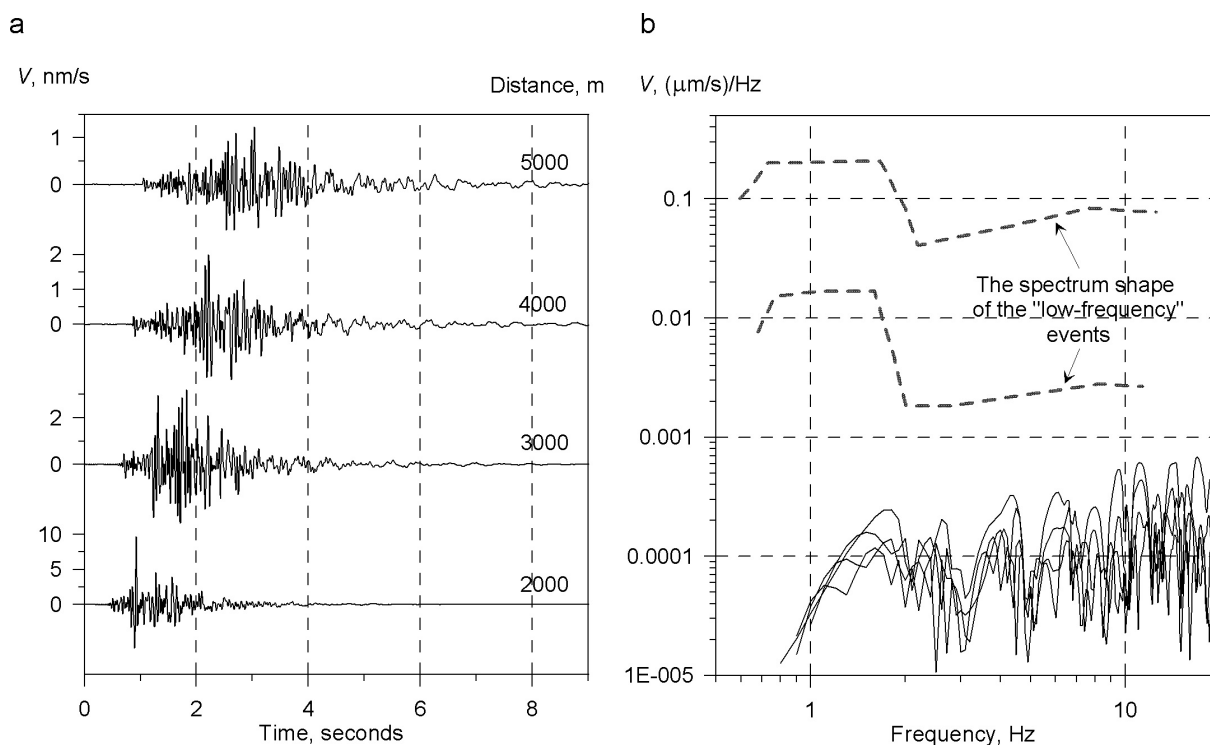 a
V, nm/s
Distance, m
1
0
5000
2
1
0
4000
2
0
3000
10
5
0
2000
0
2
4
6
8
Time, seconds
b
V, (μm/s)/Hz
0.1
0.01
0.001
0.0001
1E-005
The spectrum shape
of the "low-frequency"
events
1
10
Frequency, Hz